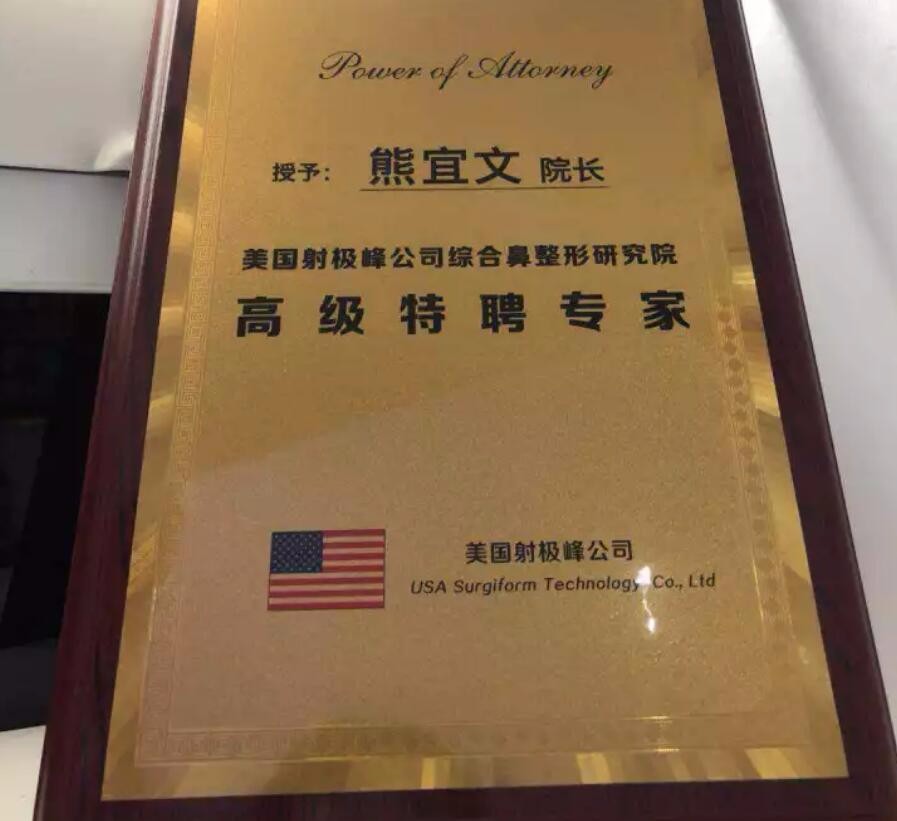 Power of Attorney
授予： 熊宜文 院长
美国射极峰公司综合鼻整形研究院
高级特聘专家
美国射极峰公司
USA Surgiform Technology, Co., Ltd